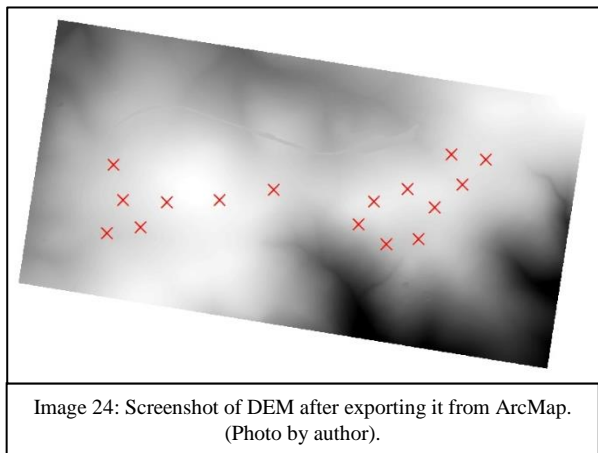 Image 24: Screenshot of DEM after exporting it from ArcMap.
(Photo by author).